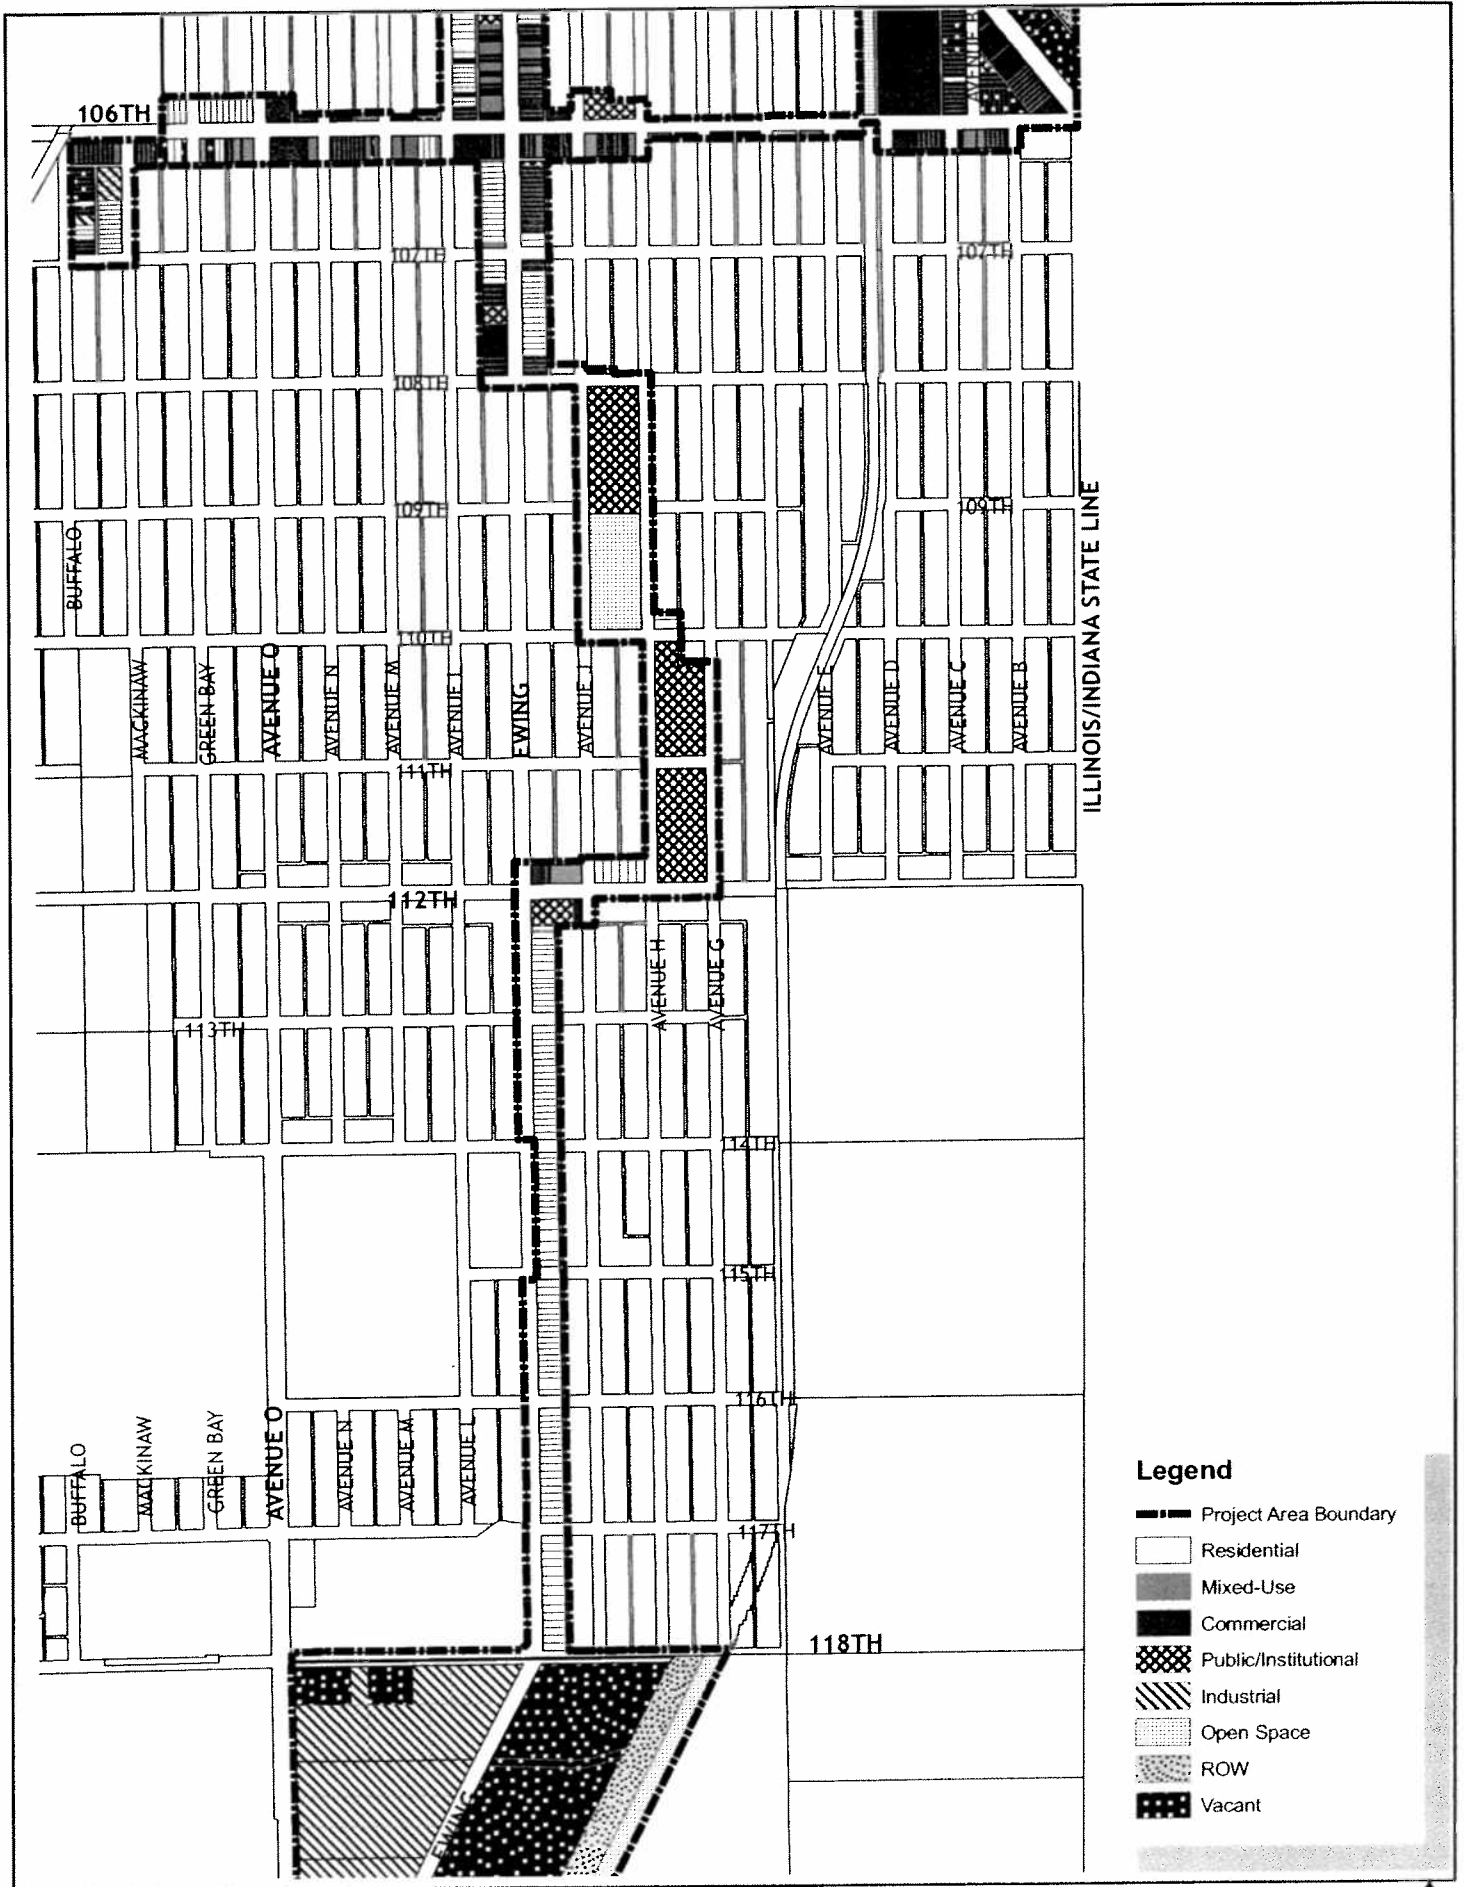 AVENUE B
106TH
107TH
107TH
108TH
109TH
109TH
BUFFALO
ILLINOIS/INDIANA STATE LINE
110TH
MACKINAW
GREEN BAY
AVENUE O
AVENUE N
AVENUE M
AVENUE L
EWING
AVENUE J
AVENUE E
AVENUE D
AVENUE C
AVENUE B
111TH
112TH
AVENUE H
AVENUE G
113TH
114TH
115TH
116TH
BUFFALO
MACKINAW
GREEN BAY
AVENUE O
AVENUE N
AVENUE M
AVENUE L
117TH
118TH
EWING
Legend
Project Area Boundary
Residential
Mixed-Use
Commercial
Public/Institutional
Industrial
Open Space
ROW
Vacant